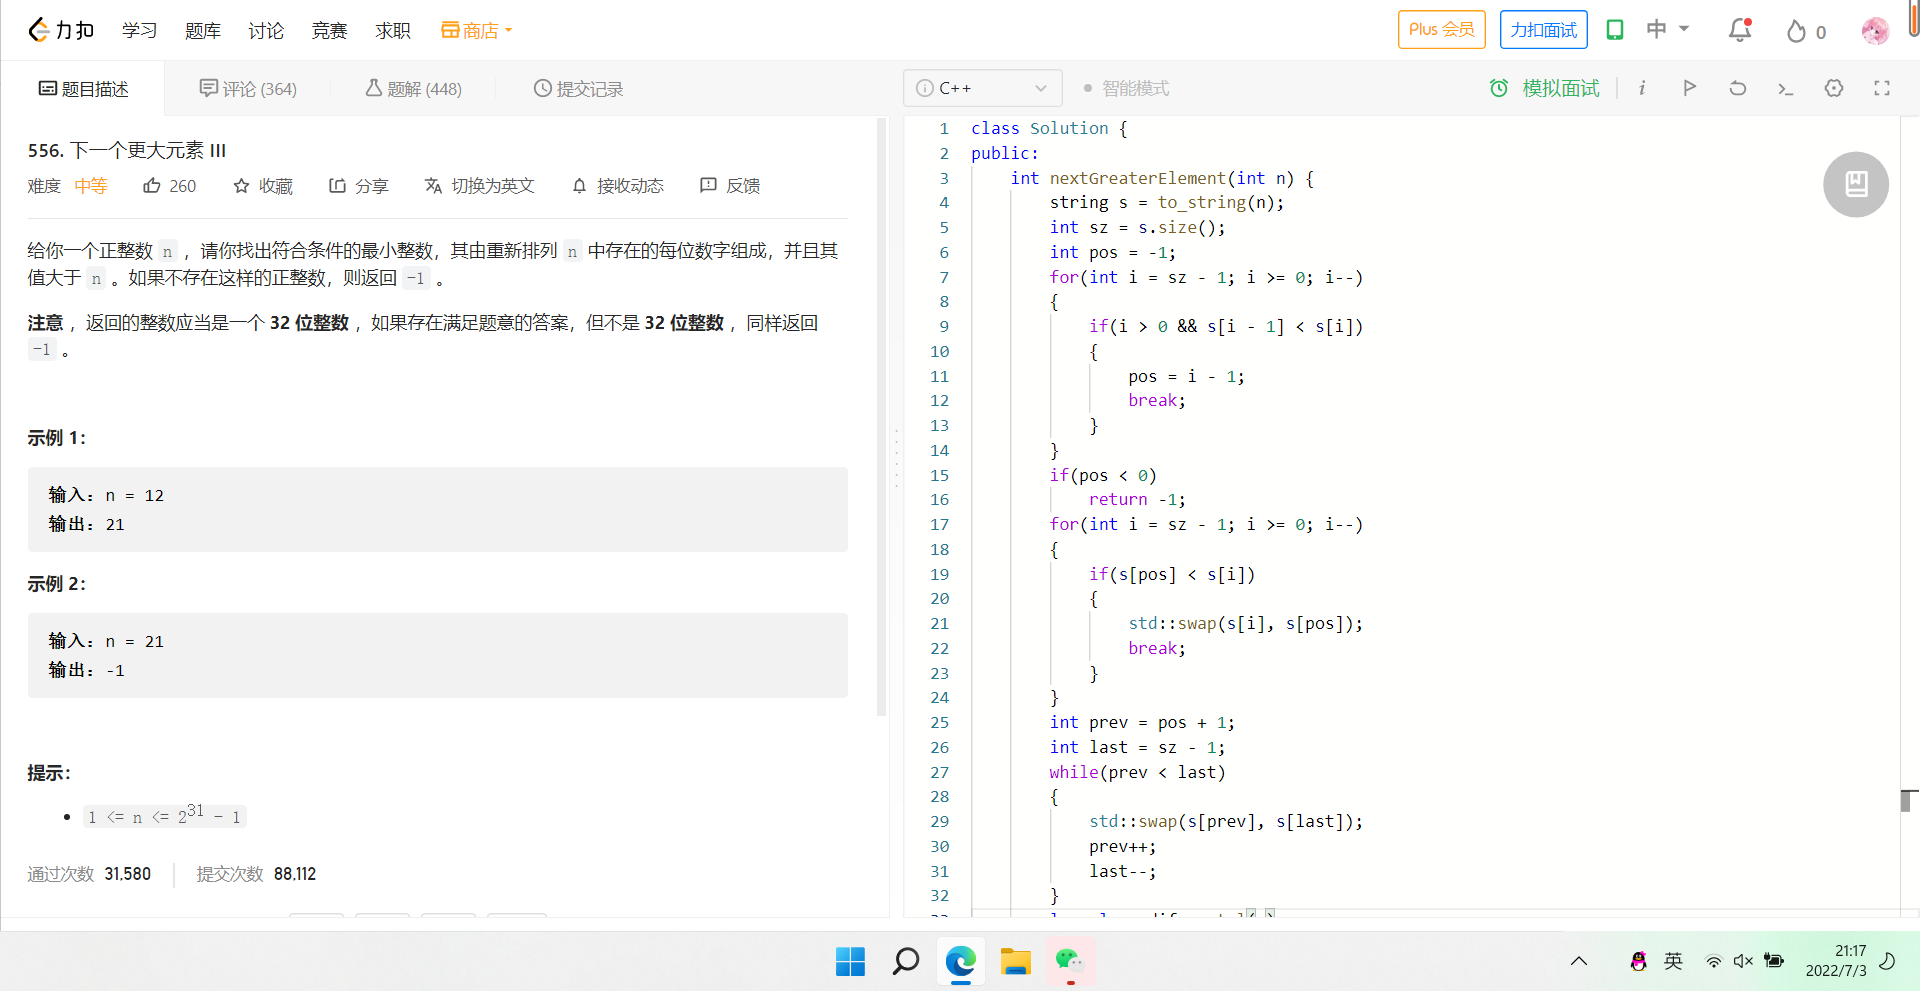 力扣 学习 题库 讨论 竞赛 求职 商店 Plus 会员 力扣面试 中 0
题目描述 评论 (364) 题解 (448) 提交记录
i C++ 智能模式 模拟面试 i
556. 下一个更大元素 III
难度 中等 260 收藏 分享 切换为英文 接收动态 反馈
给你一个正整数 n ，请你找出符合条件的最小整数，其由重新排列 n 中存在的每位数字组成，并且其
值大于 n 。如果不存在这样的正整数，则返回 -1 。
注意 ，返回的整数应当是一个 32 位整数 ，如果存在满足题意的答案，但不是 32 位整数 ，同样返回
-1 。
示例 1：
输入：n = 12
输出：21
示例 2：
输入：n = 21
输出：-1
提示：
1 <= n <= 2^31 - 1
通过次数 31,580 提交次数 88,112
1 class Solution {
2 public:
3     int nextGreaterElement(int n) {
4         string s = to_string(n);
5         int sz = s.size();
6         int pos = -1;
7         for(int i = sz - 1; i >= 0; i--)
8         {
9             if(i > 0 && s[i - 1] < s[i])
10             {
11                 pos = i - 1;
12                 break;
13             }
14         }
15         if(pos < 0)
16             return -1;
17         for(int i = sz - 1; i >= 0; i--)
18         {
19             if(s[pos] < s[i])
20             {
21                 std::swap(s[i], s[pos]);
22                 break;
23             }
24         }
25         int prev = pos + 1;
26         int last = sz - 1;
27         while(prev < last)
28         {
29             std::swap(s[prev], s[last]);
30             prev++;
31             last--;
32         }
英
21:17
2022/7/3